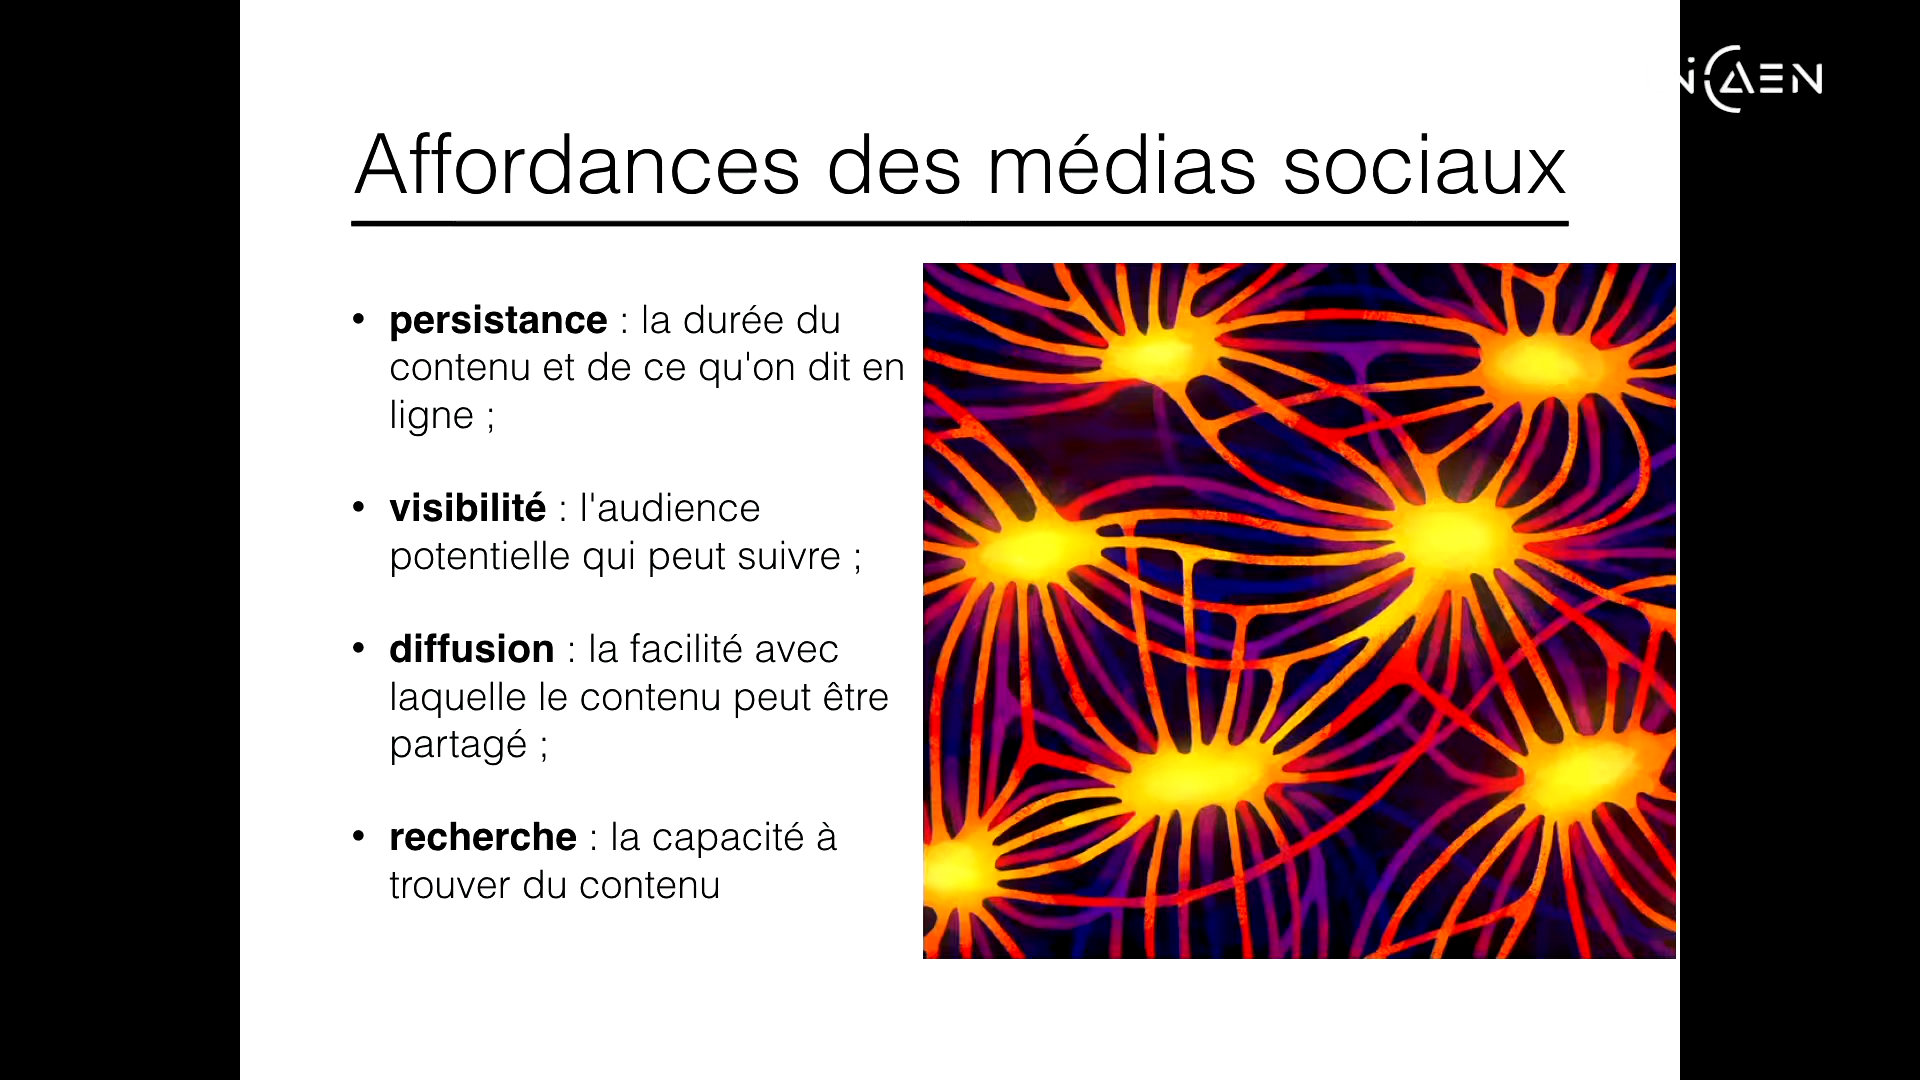 iCAEN
Affordances des médias sociaux
• persistance : la durée du
contenu et de ce qu'on dit en
ligne ;
• visibilité : l'audience
potentielle qui peut suivre ;
• diffusion : la facilité avec
laquelle le contenu peut être
partagé ;
• recherche : la capacité à
trouver du contenu